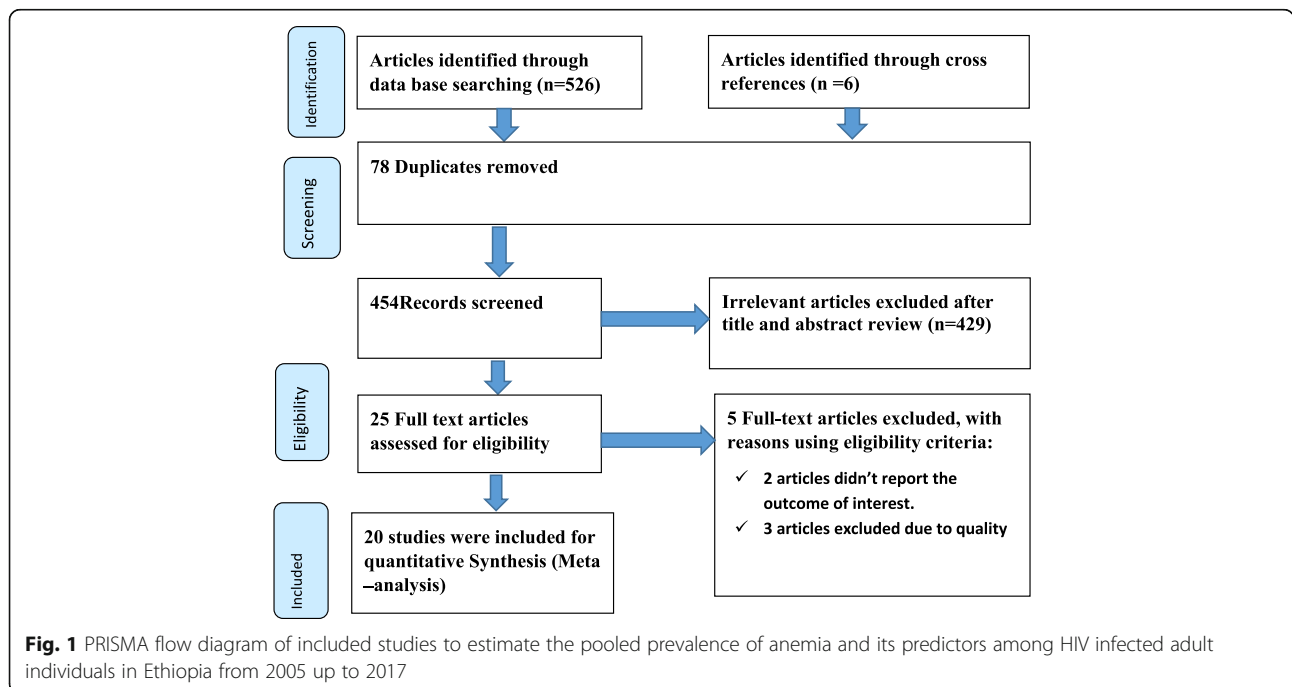 Identification
Articles identified through
data base searching (n=526)
Articles identified through cross
references (n =6)
Screening
78 Duplicates removed
454Records screened
Irrelevant articles excluded after
title and abstract review (n=429)
Eligibility
25 Full text articles
assessed for eligibility
5 Full-text articles excluded, with
reasons using eligibility criteria:
✓ 2 articles didn't report the
outcome of interest.
✓ 3 articles excluded due to quality
Included
20 studies were included for
quantitative Synthesis (Meta
–analysis)
Fig. 1 PRISMA flow diagram of included studies to estimate the pooled prevalence of anemia and its predictors among HIV infected adult
individuals in Ethiopia from 2005 up to 2017